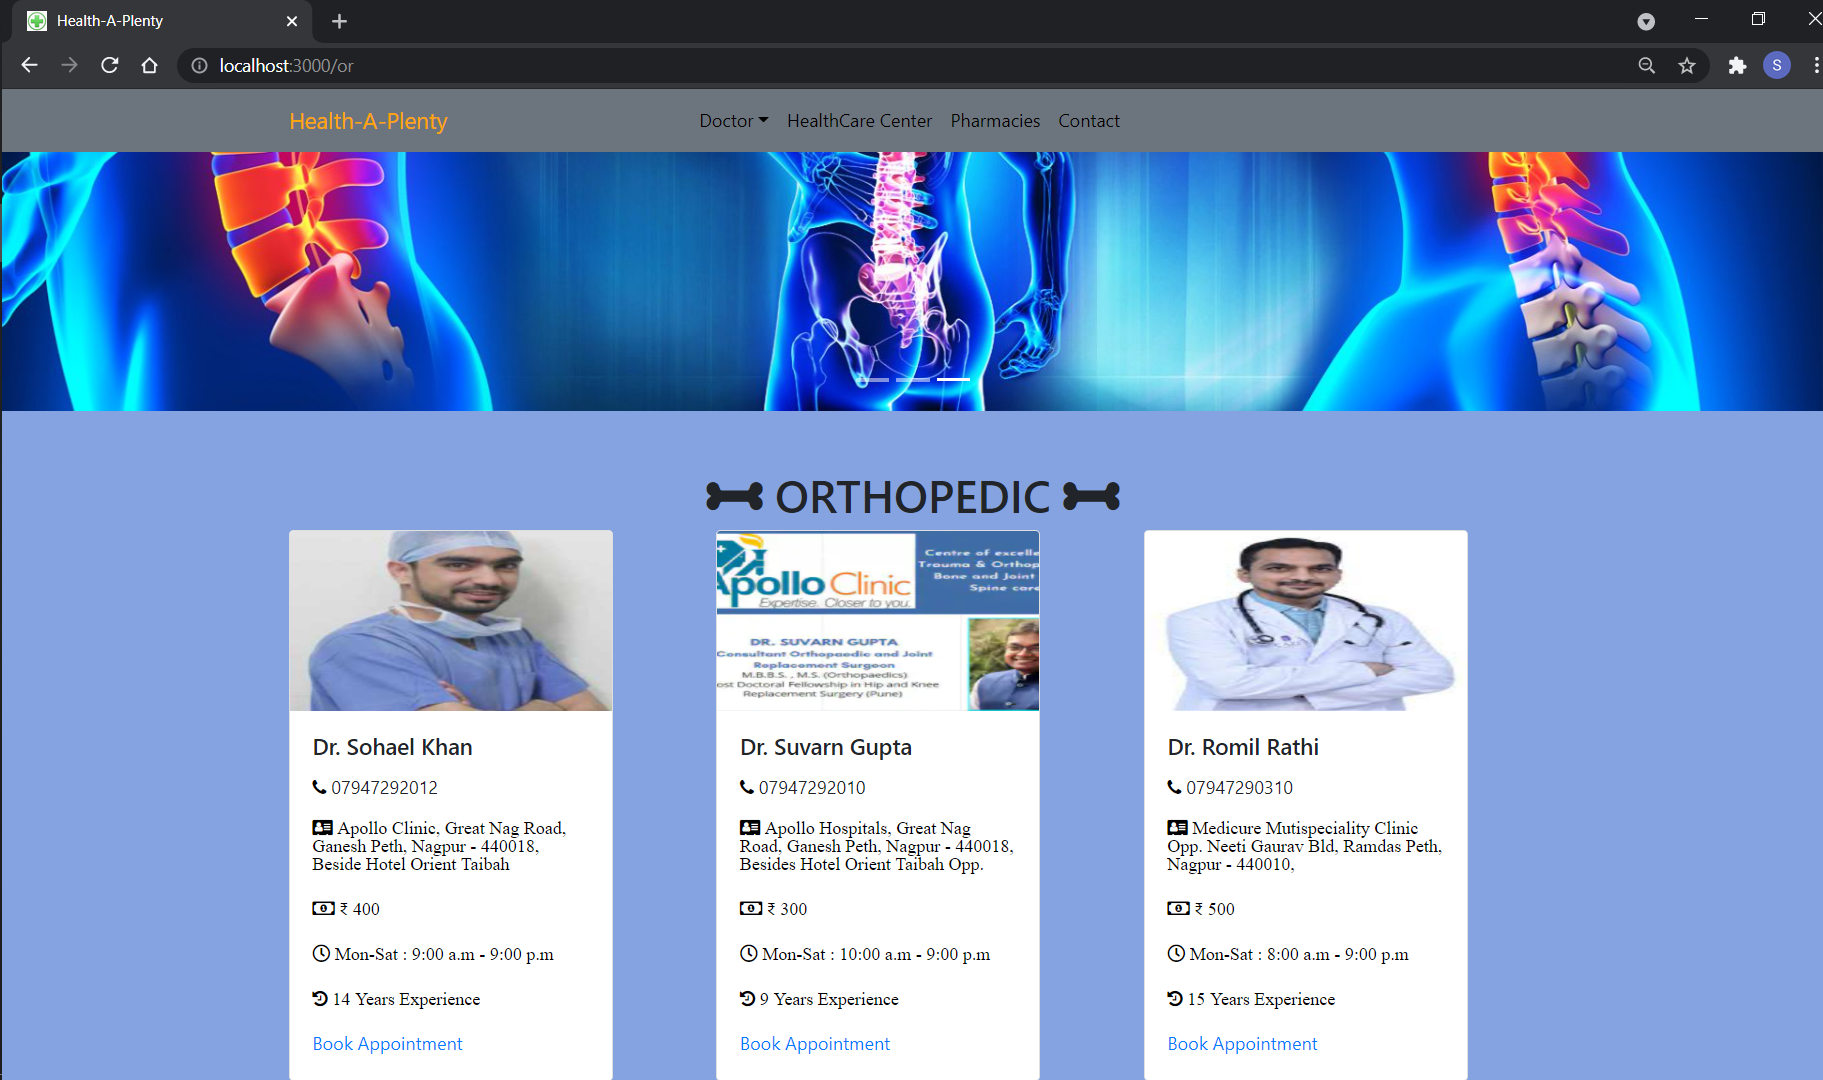 Health-A-Plenty
localhost:3000/or
S
Health-A-Plenty
Doctor HealthCare Center Pharmacies Contact
ORTHOPEDIC
pollo Clinic
Expertise. Closer to you.
Centre of excelle
Trauma & Orthop
Bone and Joint
Spine care
DR. SUVARN GUPTA
Consultant Orthopaedic and Joint
Replacement Surgeon
M.B.B.S. , M.S. (Orthopaedics)
ost Doctoral Fellowship in Hip and Knee
Replacement Surgery (Pune)
Dr. Sohael Khan
07947292012
Apollo Clinic, Great Nag Road,
Ganesh Peth, Nagpur - 440018,
Beside Hotel Orient Taibah
₹ 400
Mon-Sat : 9:00 a.m - 9:00 p.m
14 Years Experience
Book Appointment
Dr. Suvarn Gupta
07947292010
Apollo Hospitals, Great Nag
Road, Ganesh Peth, Nagpur - 440018,
Besides Hotel Orient Taibah Opp.
₹ 300
Mon-Sat : 10:00 a.m - 9:00 p.m
9 Years Experience
Book Appointment
Dr. Romil Rathi
07947290310
Medicure Mutispeciality Clinic
Opp. Neeti Gaurav Bld, Ramdas Peth,
Nagpur - 440010,
₹ 500
Mon-Sat : 8:00 a.m - 9:00 p.m
15 Years Experience
Book Appointment